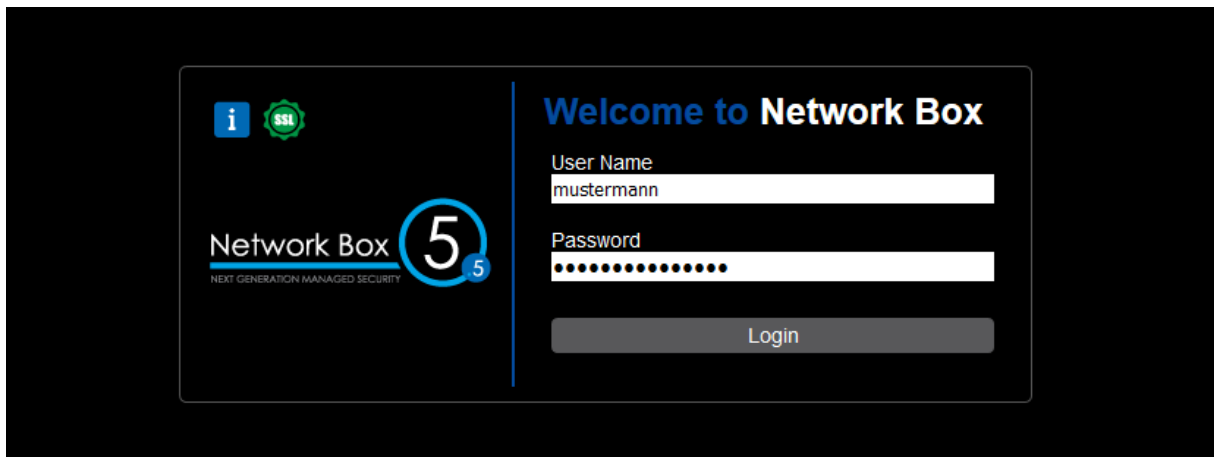 i
SSL
Network Box 5.5
NEXT GENERATION MANAGED SECURITY
Welcome to Network Box
User Name
mustermann
Password
•••••••••••••••
Login